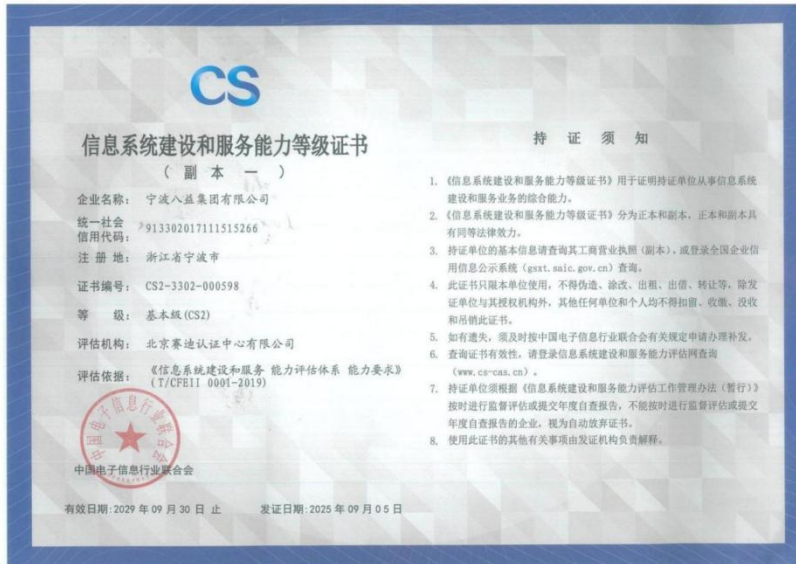 CS
信息系统建设和服务能力等级证书
（副本一）
企业名称： 宁波八益集团有限公司
统一社会
信用代码： 913302017111515266
注 册 地： 浙江省宁波市
证书编号： CS2-3302-000598
等 级： 基本级(CS2)
评估机构： 北京赛迪认证中心有限公司
评估依据： 《信息系统建设和服务 能力评估体系 能力要求》
(T/CFEII 0001-2019)
中国电子信息行业联合会
中国电子信息行业联合会
有效日期:2029 年 09 月 30 日 止 发证日期:2025 年 09 月 05 日
持 证 须 知
1. 《信息系统建设和服务能力等级证书》用于证明持证单位从事信息系统
建设和服务业务的综合能力。
2. 《信息系统建设和服务能力等级证书》分为正本和副本，正本和副本具
有同等法律效力。
3. 持证单位的基本信息请查询其工商营业执照（副本），或登录全国企业信
用信息公示系统（gsxt.saic.gov.cn）查询。
4. 此证书只限本单位使用，不得伪造、涂改、出租、出借、转让等，除发
证单位与其授权机构外，其他任何单位和个人均不得扣留、收缴、没收
和吊销此证书。
5. 如有遗失，须及时按中国电子信息行业联合会有关规定申请办理补发。
6. 查询证书有效性，请登录信息系统建设和服务能力评估网查询
（www.cs-cas.cn）。
7. 持证单位须根据《信息系统建设和服务能力评估工作管理办法（暂行）》
按时进行监督评估或提交年度自查报告，不能按时进行监督评估或提交
年度自查报告的企业，视为自动放弃证书。
8. 使用此证书的其他有关事项由发证机构负责解释。